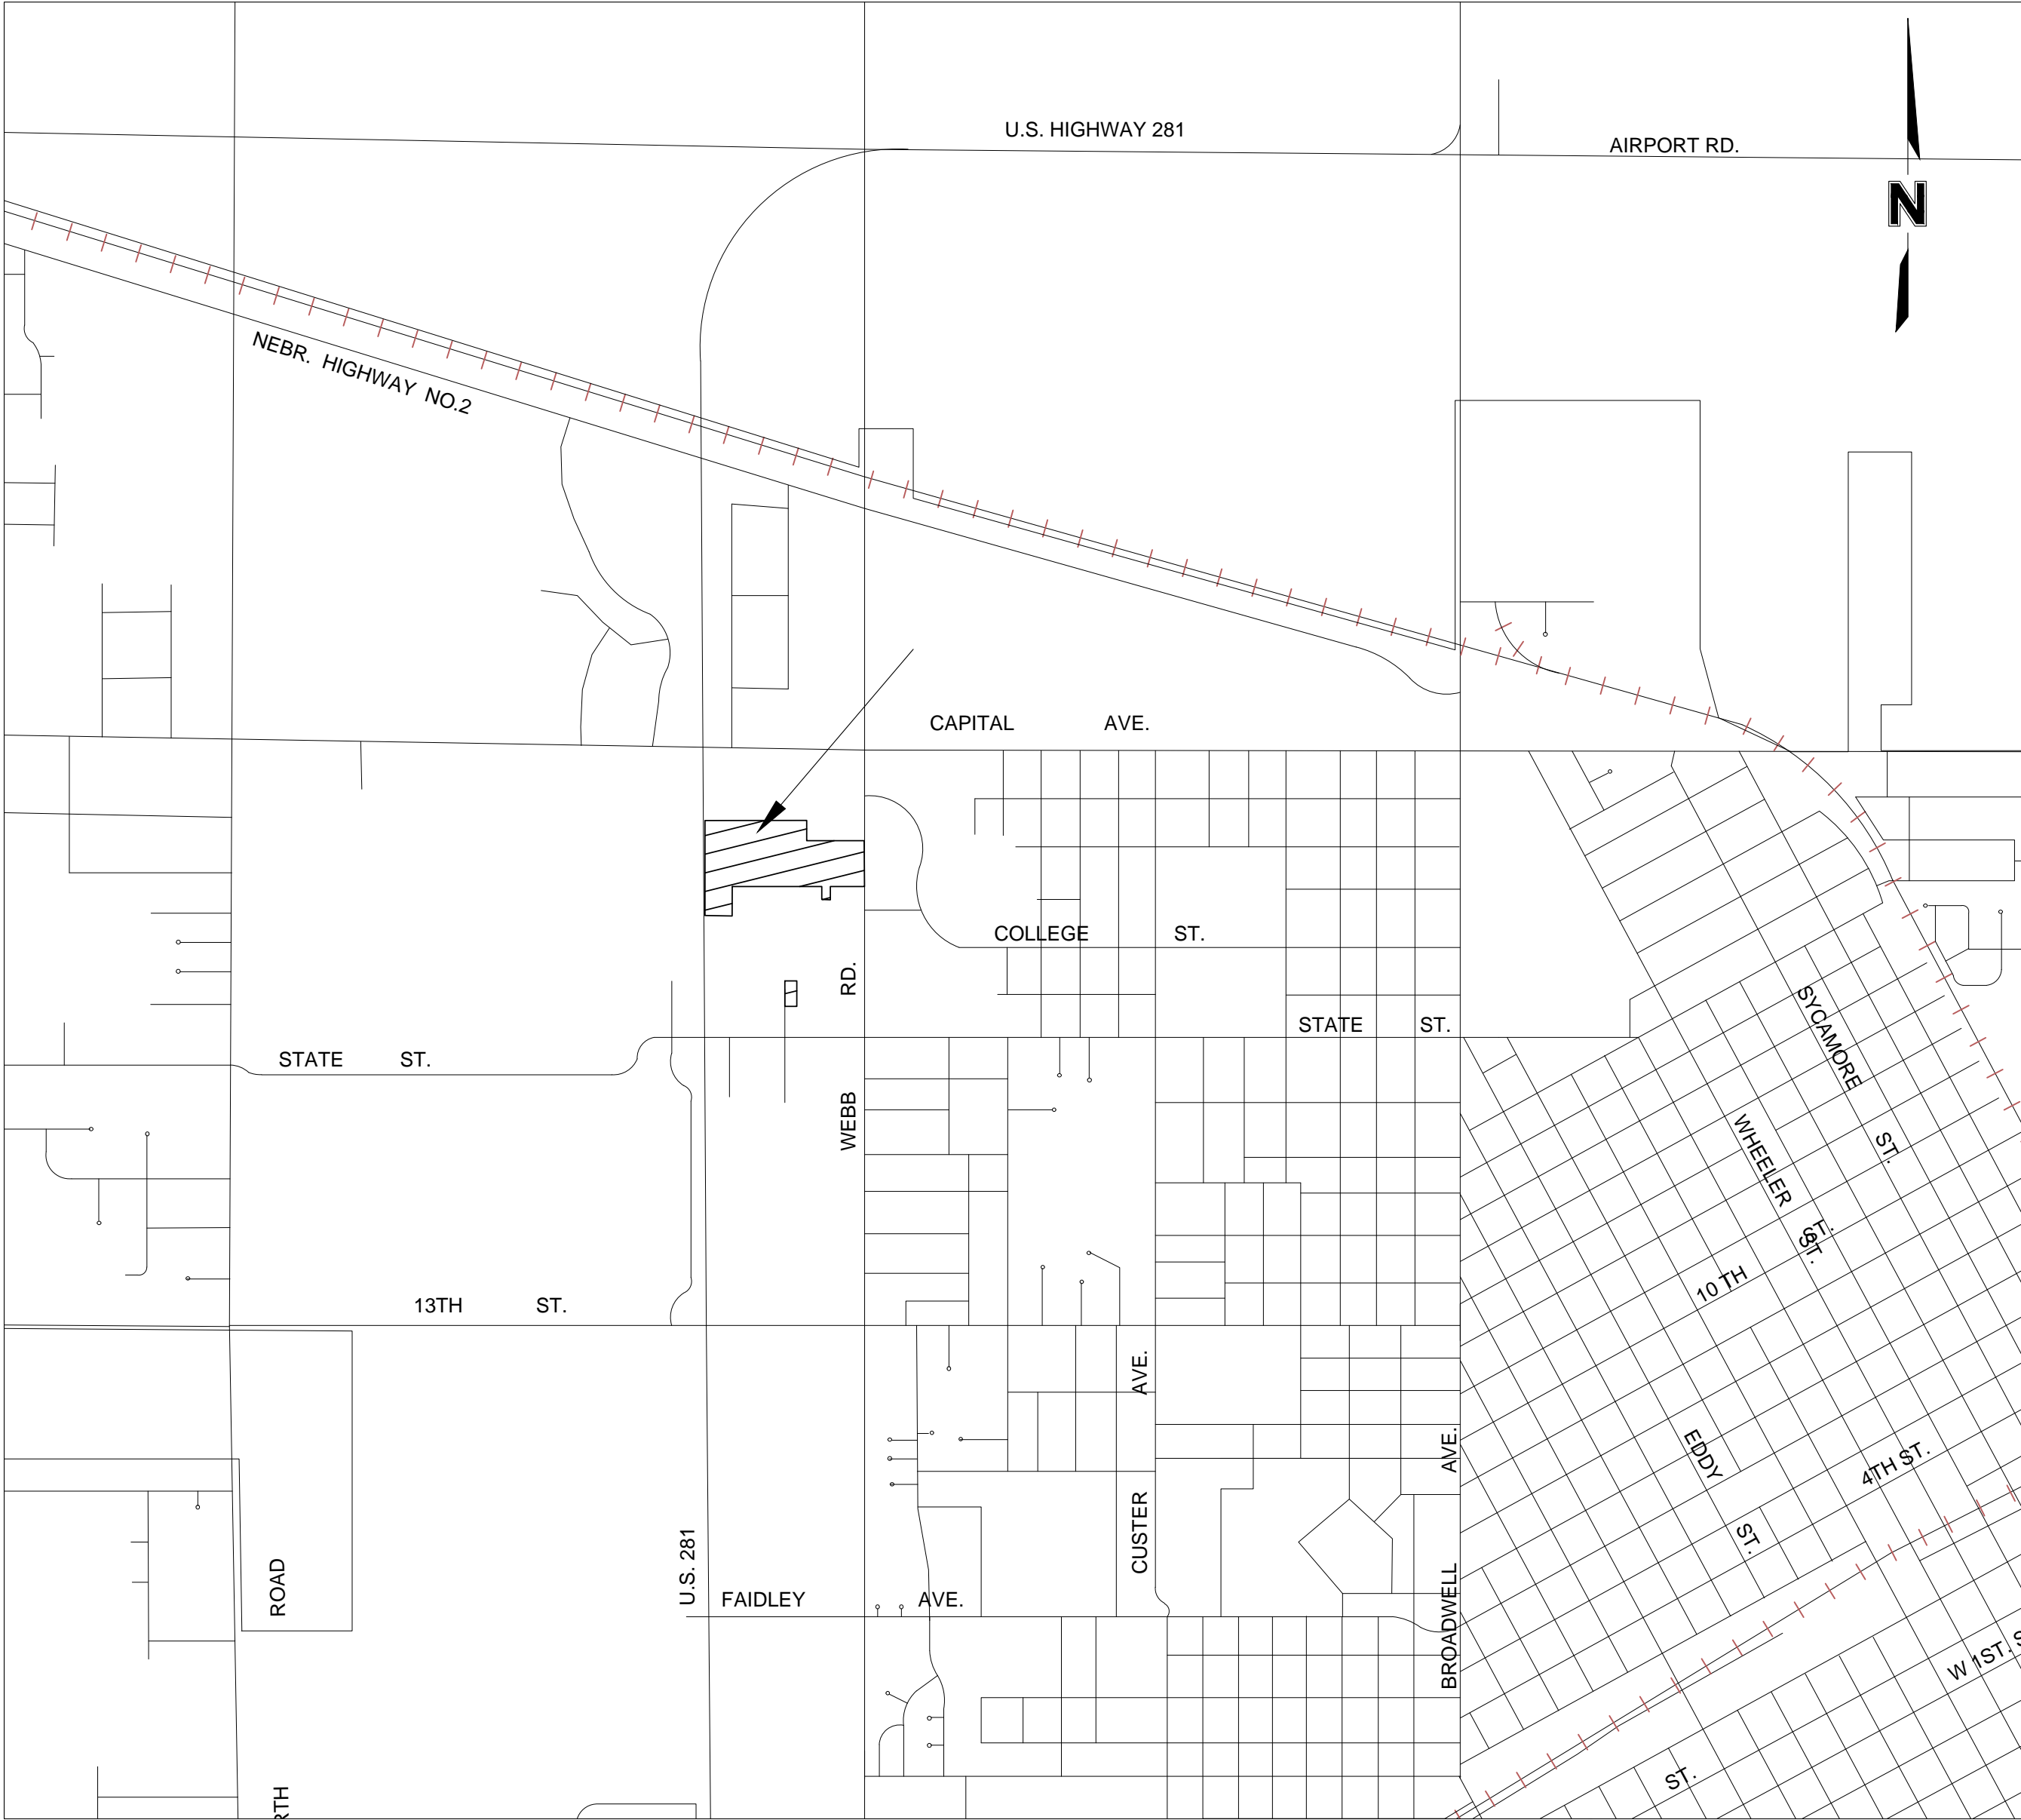 U.S. HIGHWAY 281
AIRPORT RD.
N
NEBR. HIGHWAY NO.2
CAPITAL AVE.
COLLEGE ST.
STATE ST.
STATE ST.
WEBB RD.
SYCAMORE ST.
WHEELER ST.
10 TH ST.
13TH ST.
CUSTER AVE.
BROADWELL AVE.
EDDY ST.
4TH ST.
U.S. 281
FAIDLEY AVE.
ROAD
W 1ST.
ST.